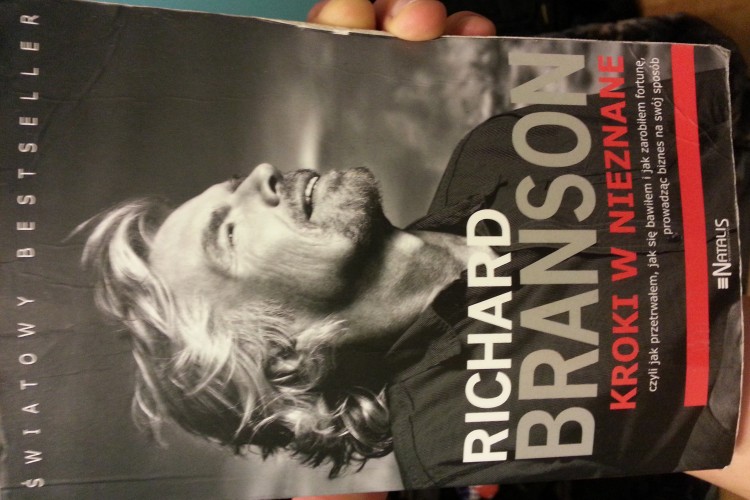 ŚWIATOWY BESTSELLER
RICHARD
BRANSON
KROKI W NIEZNANE
czyli jak przetrwałem, jak się bawiłem i jak zarobiłem fortunę,
prowadząc biznes na swój sposób
NATALIS